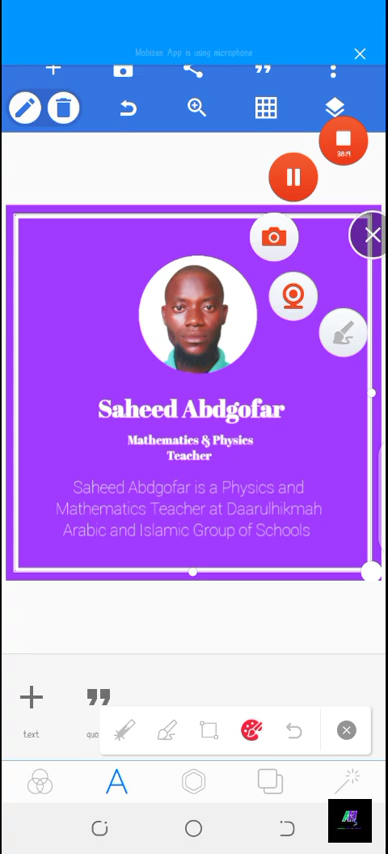 Mobizen App is using microphone
Saheed Abdgofar
Mathematics & Physics
Teacher
Saheed Abdgofar is a Physics and
Mathematics Teacher at Daarulhikmah
Arabic and Islamic Group of Schools
text
quo